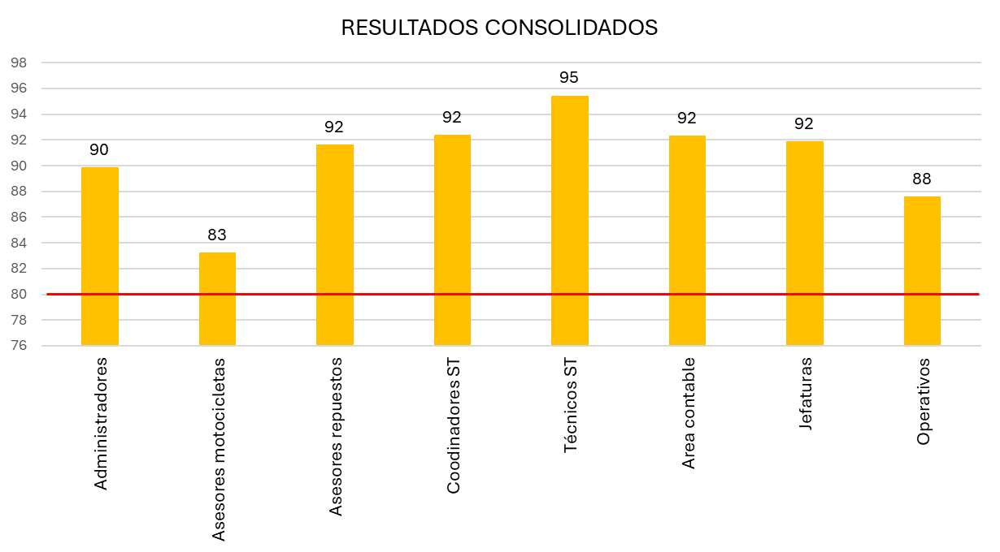 RESULTADOS CONSOLIDADOS
98
96
94
92
90
88
86
84
82
80
78
76
90
83
92
92
95
92
92
88
Administradores
Asesores motocicletas
Asesores repuestos
Coodinadores ST
Técnicos ST
Area contable
Jefaturas
Operativos